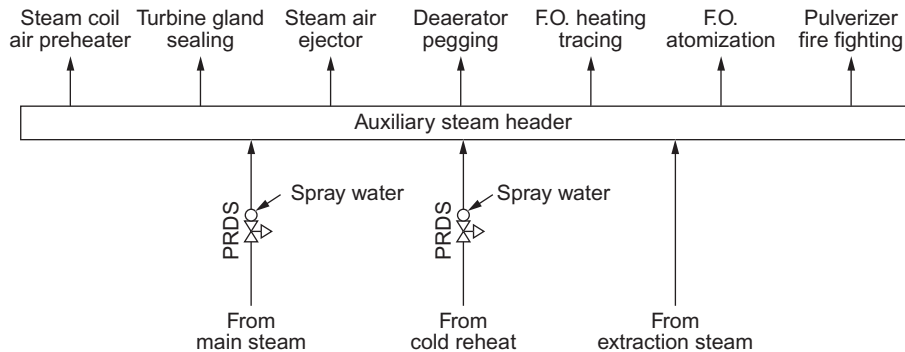 Steam coil
air preheater
Turbine gland
sealing
Steam air
ejector
Deaerator
pegging
F.O. heating
tracing
F.O.
atomization
Pulverizer
fire fighting
Auxiliary steam header
Spray water
PRDS
Spray water
PRDS
From
main steam
From
cold reheat
From
extraction steam